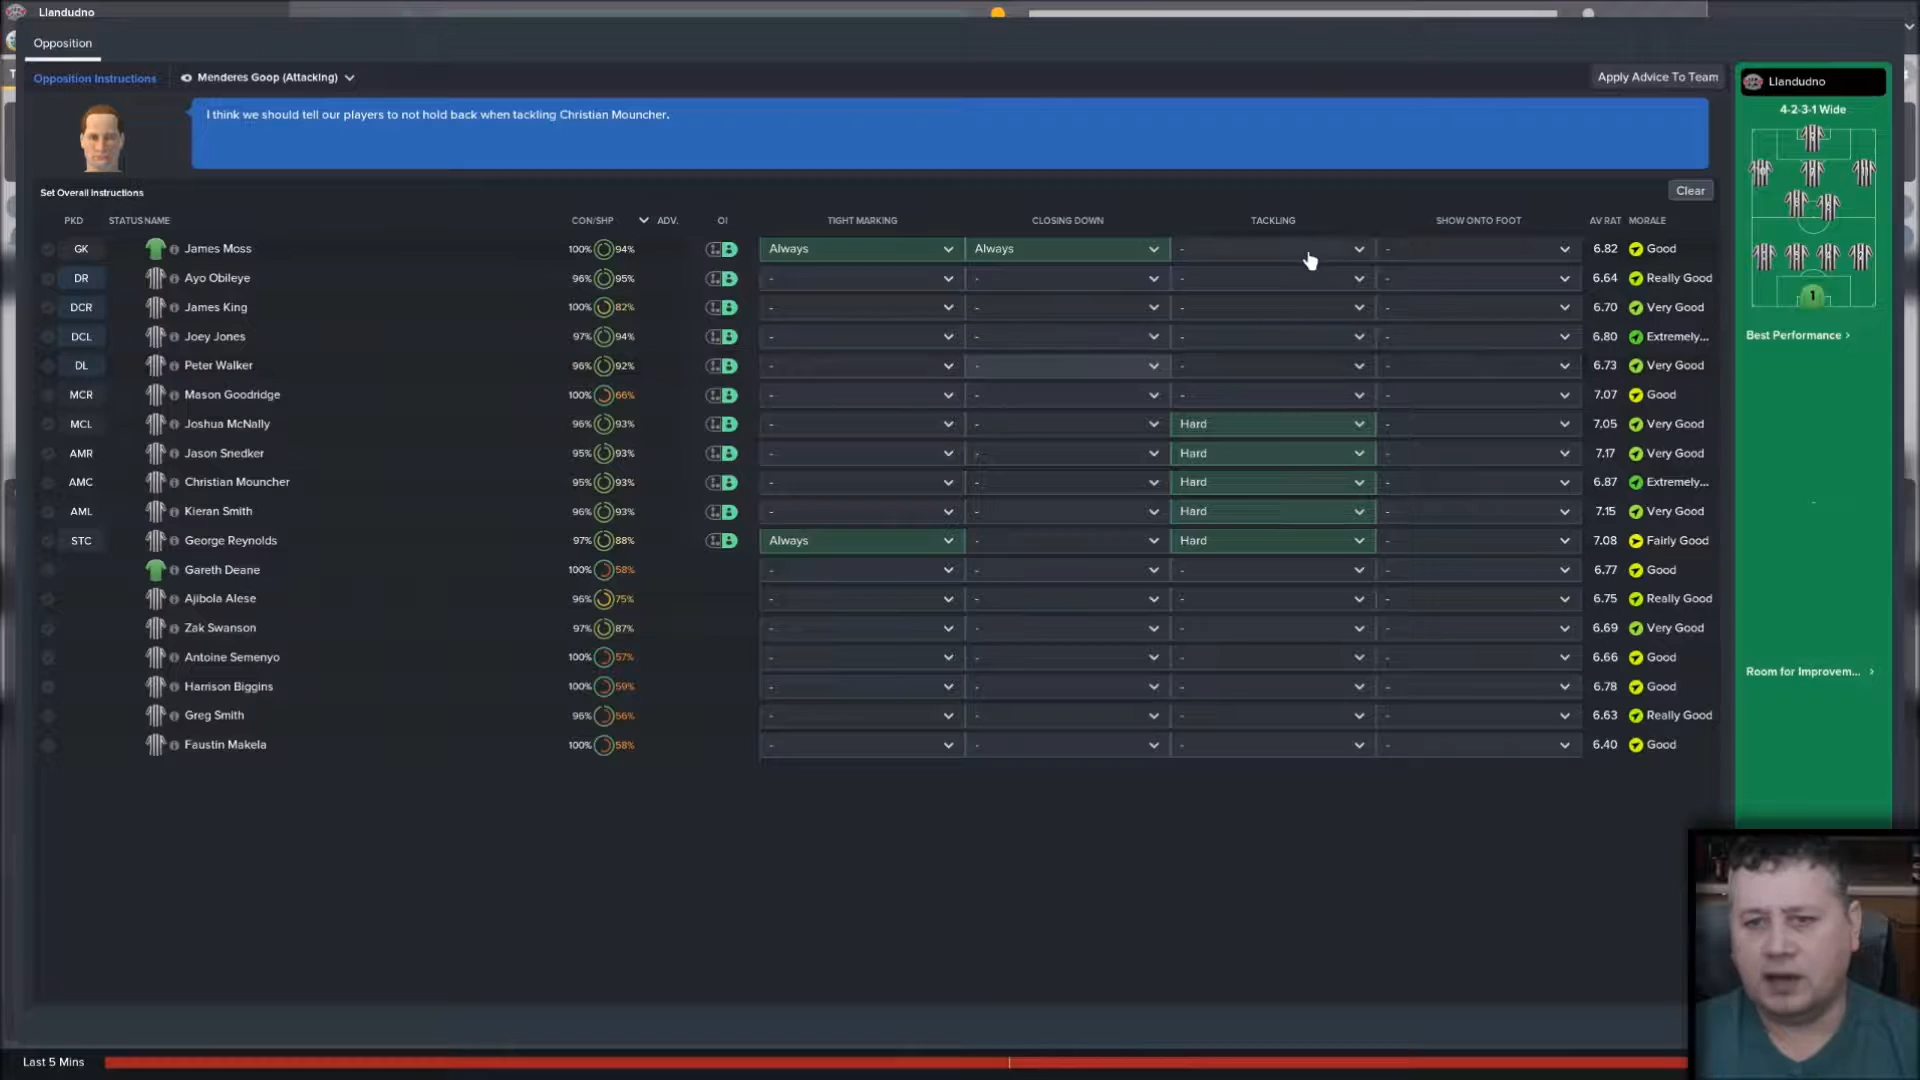 Llandudno
Opposition
Opposition Instructions Menderes Goop (Attacking) Apply Advice To Team
I think we should tell our players to not hold back when tackling Christian Mouncher.
Set Overall Instructions Clear
PKD STATUS NAME CON/SHP ADV. OI TIGHT MARKING CLOSING DOWN TACKLING SHOW ONTO FOOT AV RAT MORALE
GK James Moss 100% 94% Always Always - - 6.82 Good
DR Ayo Obileye 96% 95% - - - - 6.64 Really Good
DCR James King 100% 82% - - - - 6.70 Very Good
DCL Joey Jones 97% 94% - - - - 6.80 Extremely...
DL Peter Walker 96% 92% - - - - 6.73 Very Good
MCR Mason Goodridge 100% 66% - - - - 7.07 Good
MCL Joshua McNally 96% 93% - - Hard - 7.05 Very Good
AMR Jason Snedker 95% 93% - - Hard - 7.17 Very Good
AMC Christian Mouncher 95% 93% - - Hard - 6.87 Extremely...
AML Kieran Smith 96% 93% - - Hard - 7.15 Very Good
STC George Reynolds 97% 88% Always - Hard - 7.08 Fairly Good
Gareth Deane 100% 58% - - - - 6.77 Good
Ajibola Alese 96% 75% - - - - 6.75 Really Good
Zak Swanson 97% 87% - - - - 6.69 Very Good
Antoine Semenyo 100% 57% - - - - 6.66 Good
Harrison Biggins 100% 59% - - - - 6.78 Good
Greg Smith 96% 56% - - - - 6.63 Really Good
Faustin Makela 100% 58% - - - - 6.40 Good
Llandudno
4-2-3-1 Wide
1
Best Performance >
-
Room for Improvem... >
Last 5 Mins